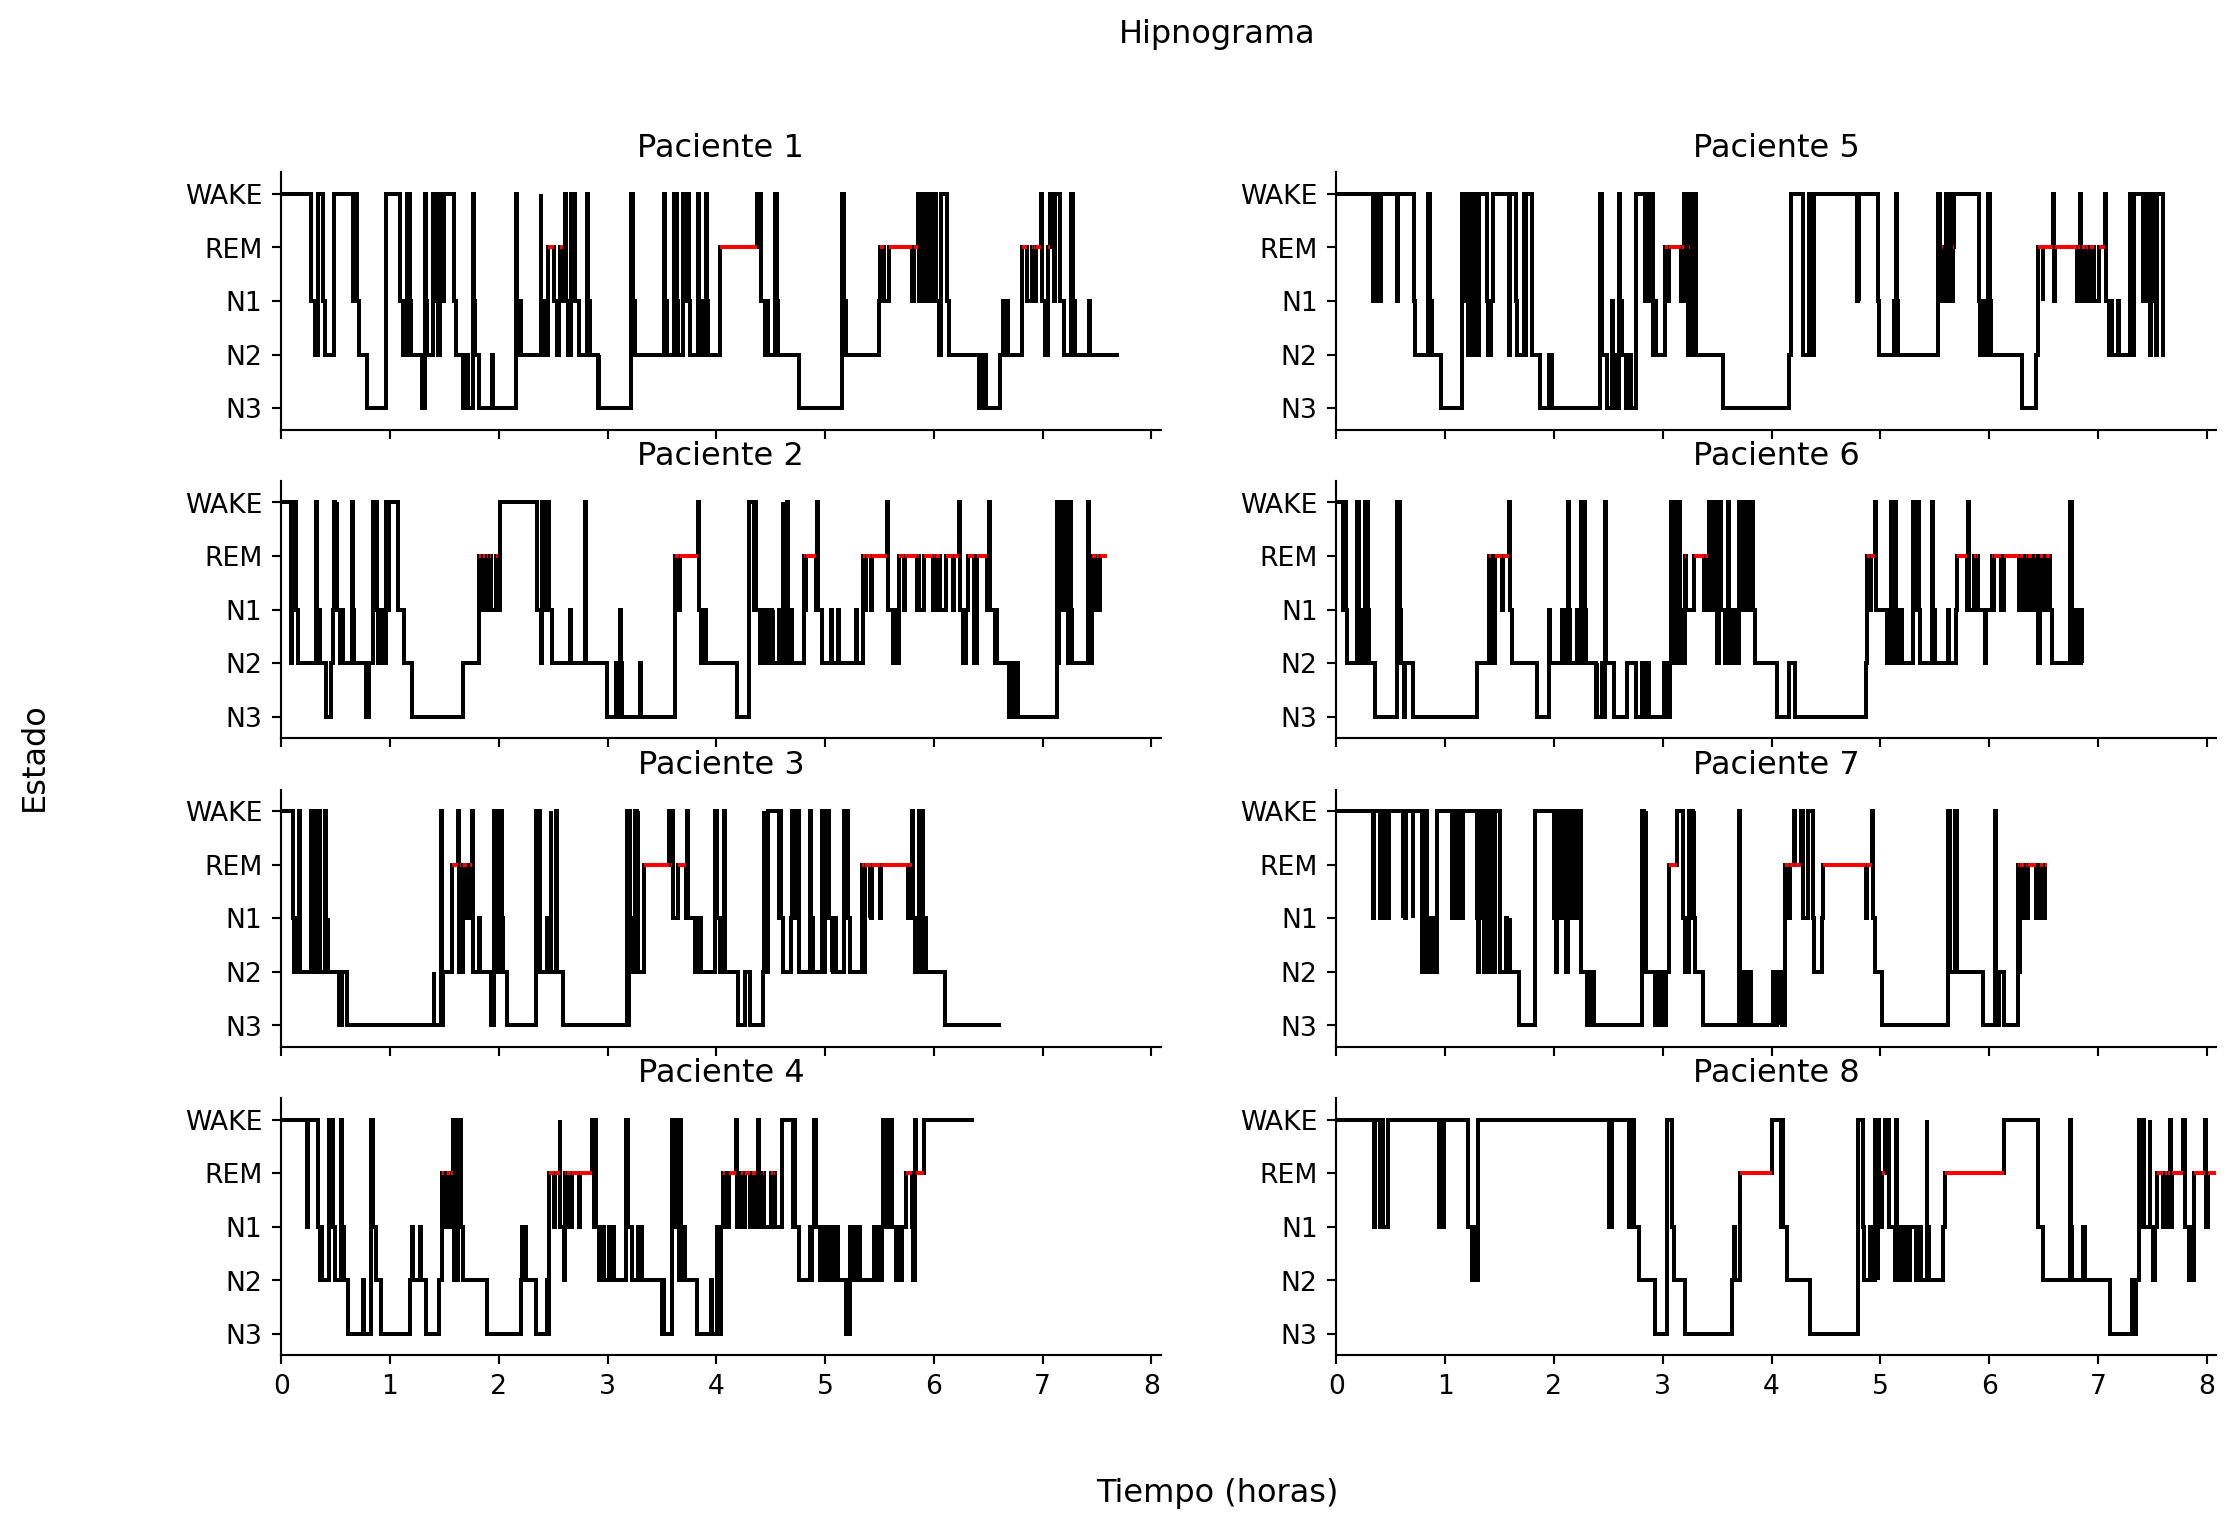 Hipnograma
Paciente 1
WAKE
REM
N1
N2
N3
Paciente 5
WAKE
REM
N1
N2
N3
Paciente 2
WAKE
REM
N1
N2
N3
Paciente 6
WAKE
REM
N1
N2
N3
Estado
Paciente 3
WAKE
REM
N1
N2
N3
Paciente 7
WAKE
REM
N1
N2
N3
Paciente 4
WAKE
REM
N1
N2
N3
0 1 2 3 4 5 6 7 8
Paciente 8
WAKE
REM
N1
N2
N3
0 1 2 3 4 5 6 7 8
Tiempo (horas)